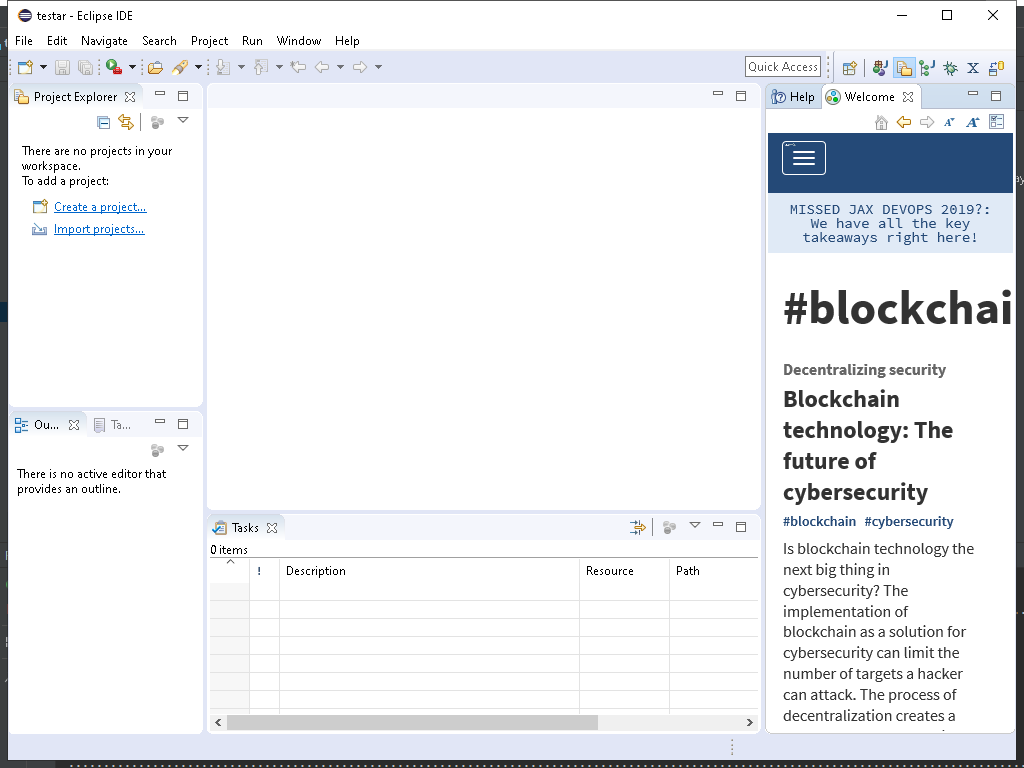 testar - Eclipse IDE
File Edit Navigate Search Project Run Window Help
Quick Access
Project Explorer
There are no projects in your
workspace.
To add a project:
Create a project...
Import projects...
Ou... Ta...
There is no active editor that
provides an outline.
Tasks
0 items
! Description Resource Path
Help Welcome
MISSED JAX DEVOPS 2019?:
We have all the key
takeaways right here!
#blockchai
Decentralizing security
Blockchain
technology: The
future of
cybersecurity
#blockchain #cybersecurity
Is blockchain technology the
next big thing in
cybersecurity? The
implementation of
blockchain as a solution for
cybersecurity can limit the
number of targets a hacker
can attack. The process of
decentralization creates a